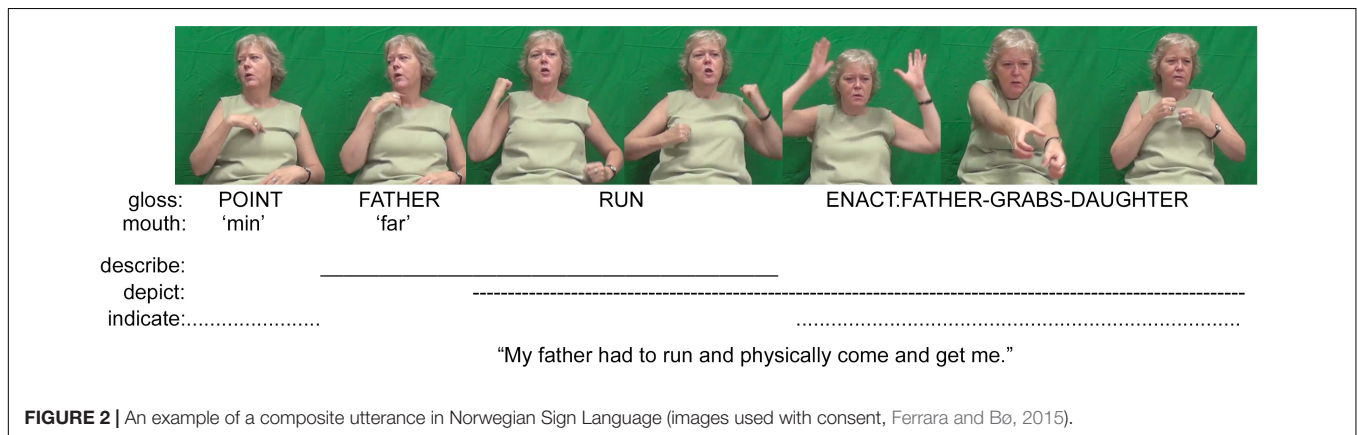 gloss: POINT FATHER RUN ENACT:FATHER-GRABS-DAUGHTER
mouth: ‘min’ ‘far’
describe: ________________________________________
depict: --------------------------------------------------------------------------------------------------------------
indicate:....................... ...........................................................................
“My father had to run and physically come and get me.”
FIGURE 2 | An example of a composite utterance in Norwegian Sign Language (images used with consent, Ferrara and Bø, 2015).